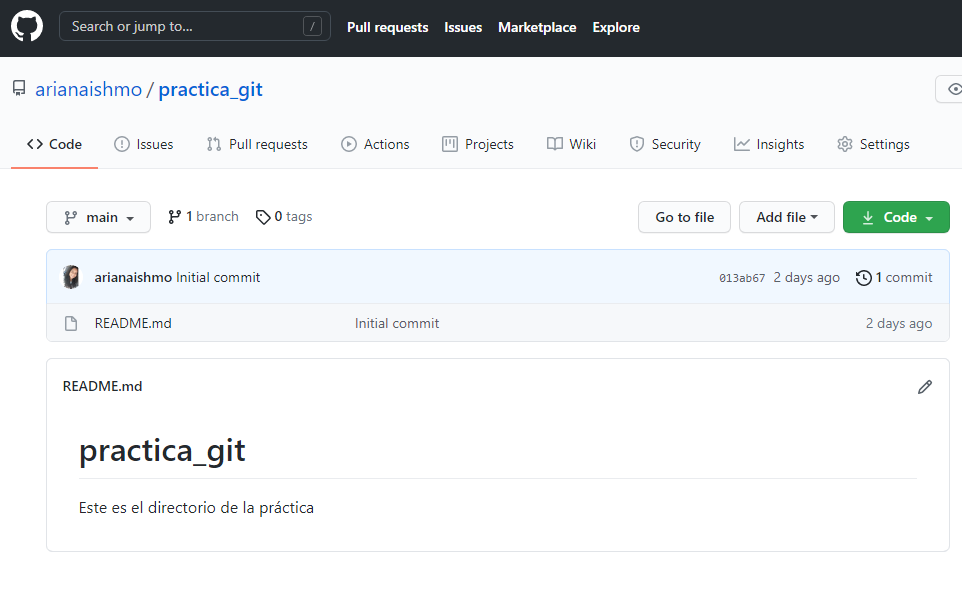 Search or jump to... /
Pull requests Issues Marketplace Explore
arianaishmo / practica_git
Code Issues Pull requests Actions Projects Wiki Security Insights Settings
main 1 branch 0 tags Go to file Add file Code
arianaishmo Initial commit 013ab67 2 days ago 1 commit
README.md Initial commit 2 days ago
README.md
practica_git
Este es el directorio de la práctica